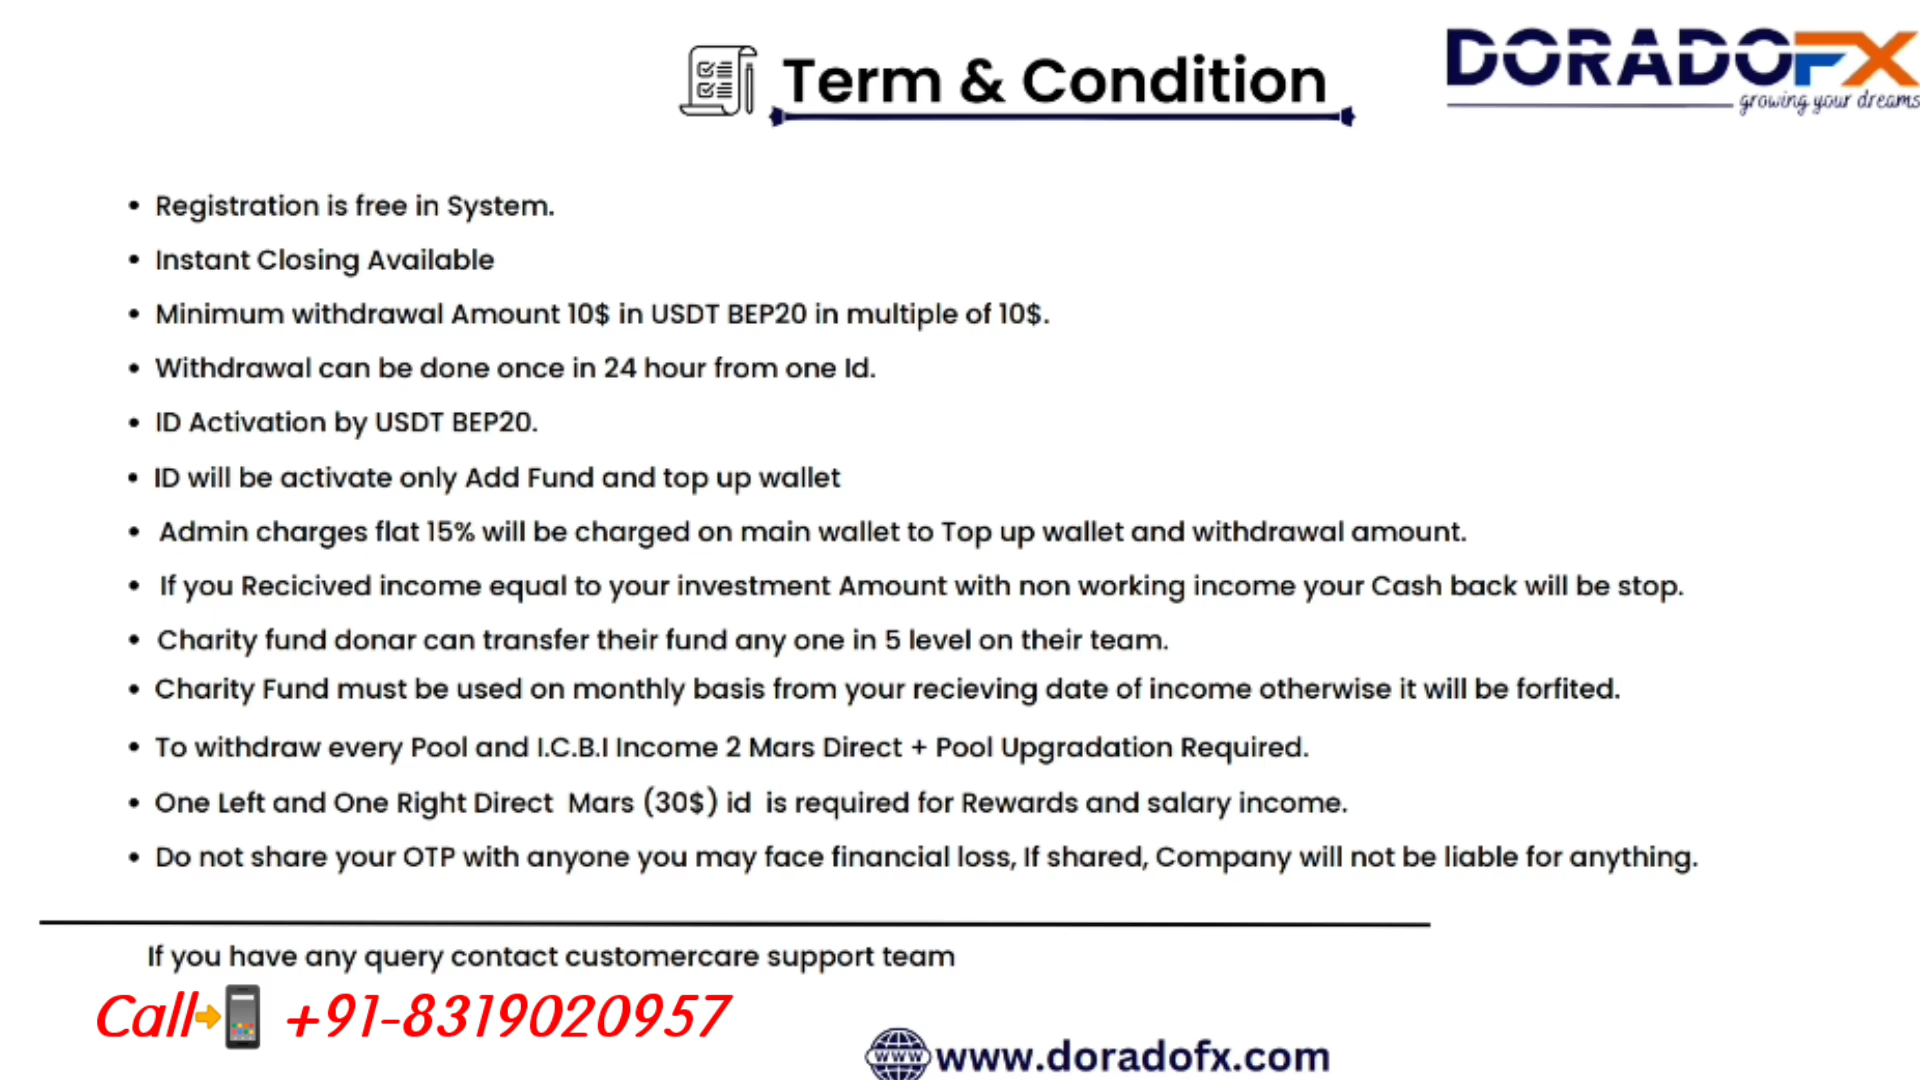 Term & Condition
DORADOFX
growing your dreams
• Registration is free in System.
• Instant Closing Available
• Minimum withdrawal Amount 10$ in USDT BEP20 in multiple of 10$.
• Withdrawal can be done once in 24 hour from one Id.
• ID Activation by USDT BEP20.
• ID will be activate only Add Fund and top up wallet
• Admin charges flat 15% will be charged on main wallet to Top up wallet and withdrawal amount.
• If you Recicived income equal to your investment Amount with non working income your Cash back will be stop.
• Charity fund donar can transfer their fund any one in 5 level on their team.
• Charity Fund must be used on monthly basis from your recieving date of income otherwise it will be forfited.
• To withdraw every Pool and I.C.B.I Income 2 Mars Direct + Pool Upgradation Required.
• One Left and One Right Direct Mars (30$) id is required for Rewards and salary income.
• Do not share your OTP with anyone you may face financial loss, If shared, Company will not be liable for anything.
If you have any query contact customercare support team
Call +91-8319020957
www www.doradofx.com